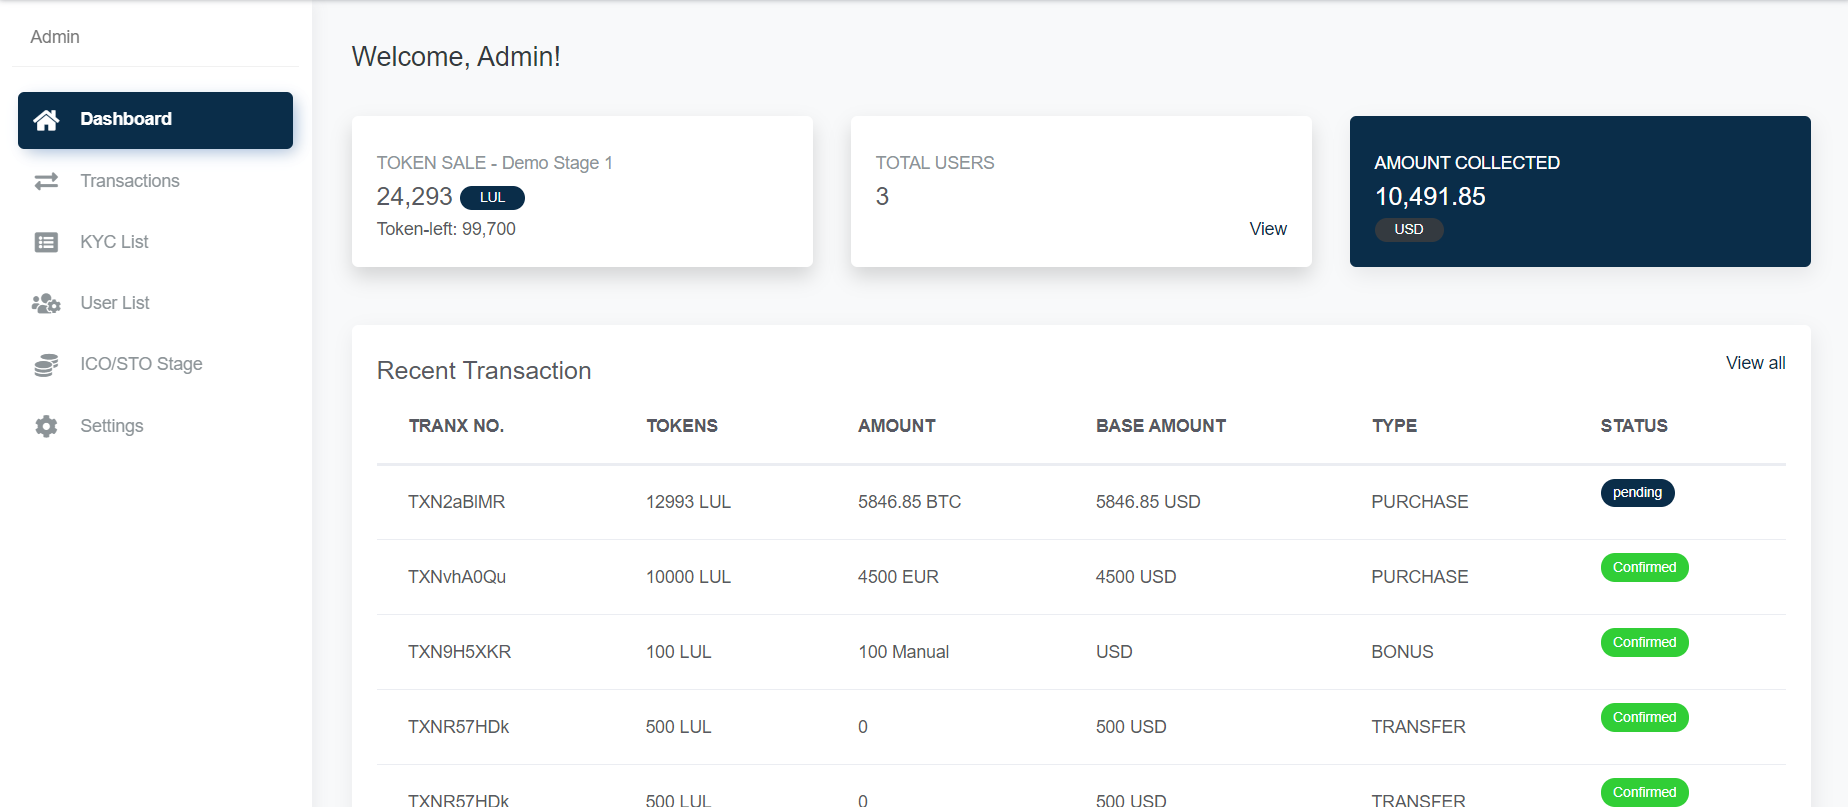 Admin
Dashboard
Transactions
KYC List
User List
ICO/STO Stage
Settings
Welcome, Admin!
TOKEN SALE - Demo Stage 1
24,293 LUL
Token-left: 99,700
TOTAL USERS
3
View
AMOUNT COLLECTED
10,491.85
USD
Recent Transaction
View all
TRANX NO. TOKENS AMOUNT BASE AMOUNT TYPE STATUS
TXN2aBlMR 12993 LUL 5846.85 BTC 5846.85 USD PURCHASE pending
TXNvhA0Qu 10000 LUL 4500 EUR 4500 USD PURCHASE Confirmed
TXN9H5XKR 100 LUL 100 Manual USD BONUS Confirmed
TXNR57HDk 500 LUL 0 500 USD TRANSFER Confirmed
TXNR57HDk 500 LUL 0 500 USD TRANSFER Confirmed